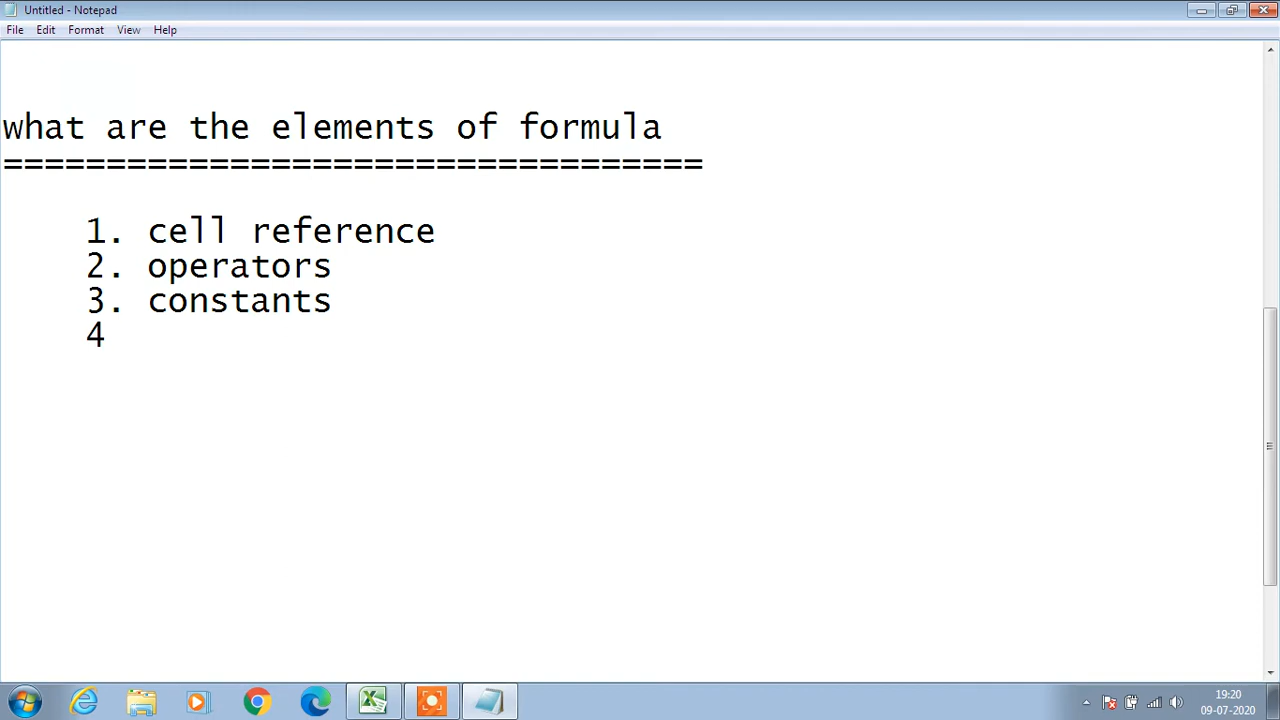 Untitled - Notepad
File Edit Format View Help
what are the elements of formula
==================================
1. cell reference
2. operators
3. constants
4
19:20
09-07-2020